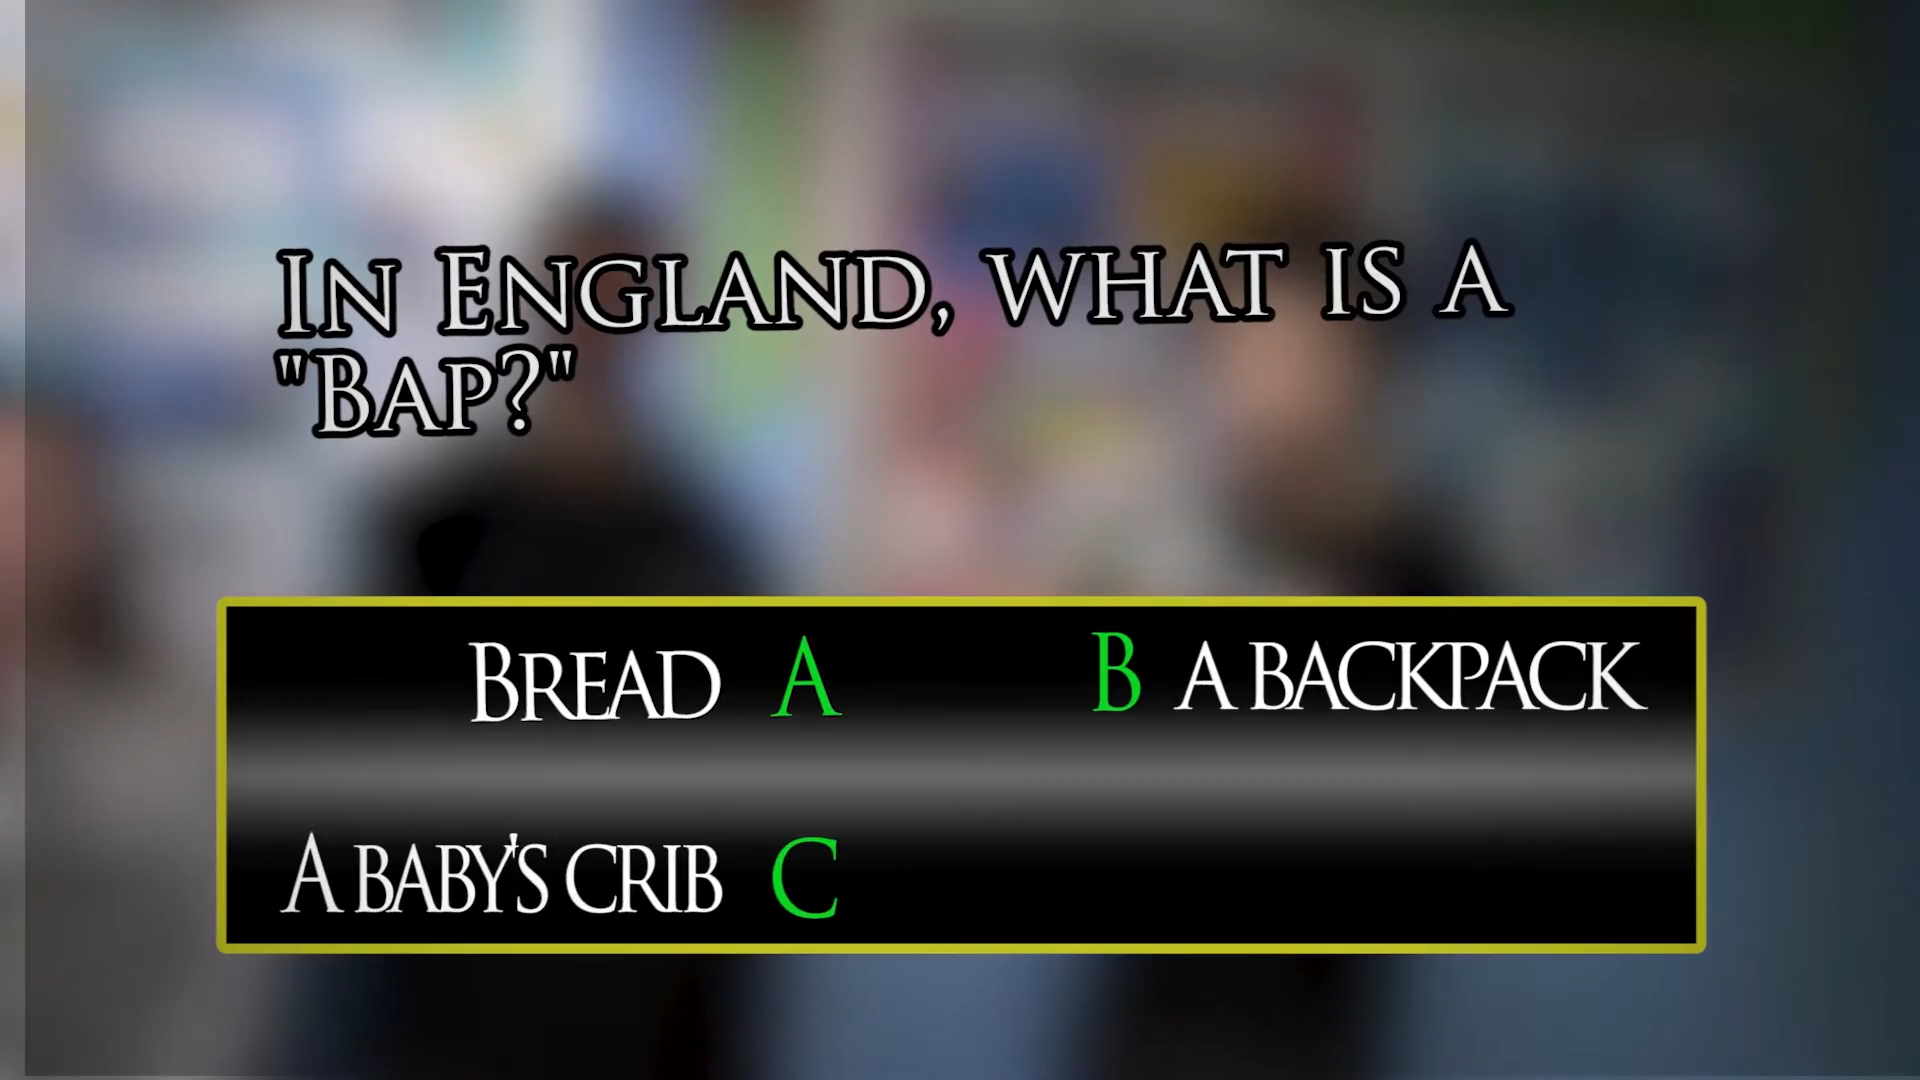 In England, what is a
"Bap?"
Bread A B A backpack
A baby's crib C